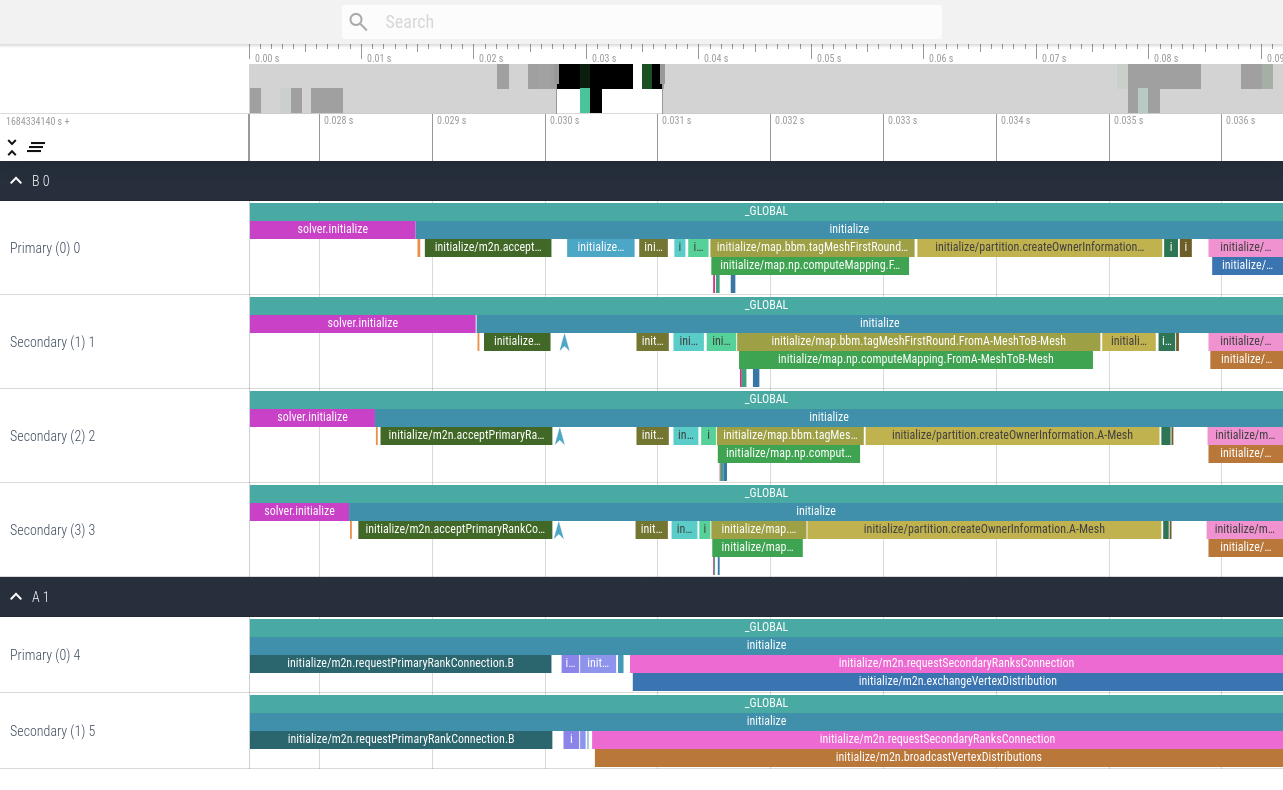 Search
0.00 s 0.01 s 0.02 s 0.03 s 0.04 s 0.05 s 0.06 s 0.07 s 0.08 s 0.09
1684334140 s +
0.028 s 0.029 s 0.030 s 0.031 s 0.032 s 0.033 s 0.034 s 0.035 s 0.036 s
B 0
_GLOBAL
solver.initialize initialize
Primary (0) 0
initialize/m2n.accept... initialize... ini... i i... initialize/map.bbm.tagMeshFirstRound... initialize/partition.createOwnerInformation... i i initialize/...
initialize/map.np.computeMapping.F... initialize/...
_GLOBAL
solver.initialize initialize
Secondary (1) 1
initialize... init... ini... ini... initialize/map.bbm.tagMeshFirstRound.FromA-MeshToB-Mesh initiali... i... initialize/...
initialize/map.np.computeMapping.FromA-MeshToB-Mesh initialize/...
_GLOBAL
solver.initialize initialize
Secondary (2) 2
initialize/m2n.acceptPrimaryRa... init... in... i initialize/map.bbm.tagMes... initialize/partition.createOwnerInformation.A-Mesh initialize/m...
initialize/map.np.comput... initialize/...
_GLOBAL
solver.initialize initialize
Secondary (3) 3
initialize/m2n.acceptPrimaryRankCo... init... in... i initialize/map.... initialize/partition.createOwnerInformation.A-Mesh initialize/m...
initialize/map... initialize/...
A 1
_GLOBAL
initialize
Primary (0) 4
initialize/m2n.requestPrimaryRankConnection.B i... init... initialize/m2n.requestSecondaryRanksConnection
initialize/m2n.exchangeVertexDistribution
_GLOBAL
initialize
Secondary (1) 5
initialize/m2n.requestPrimaryRankConnection.B i initialize/m2n.requestSecondaryRanksConnection
initialize/m2n.broadcastVertexDistributions